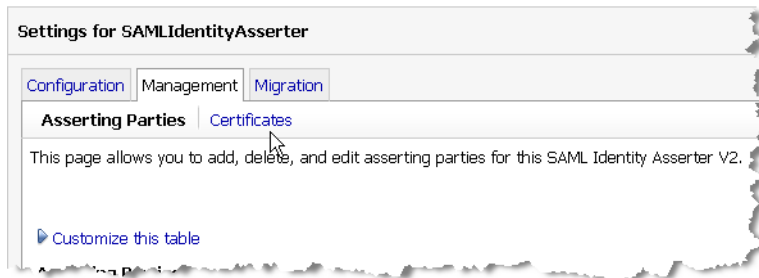 Settings for SAMLIdentityAsserter
Configuration Management Migration
Asserting Parties Certificates
This page allows you to add, delete, and edit asserting parties for this SAML Identity Asserter V2.
Customize this table